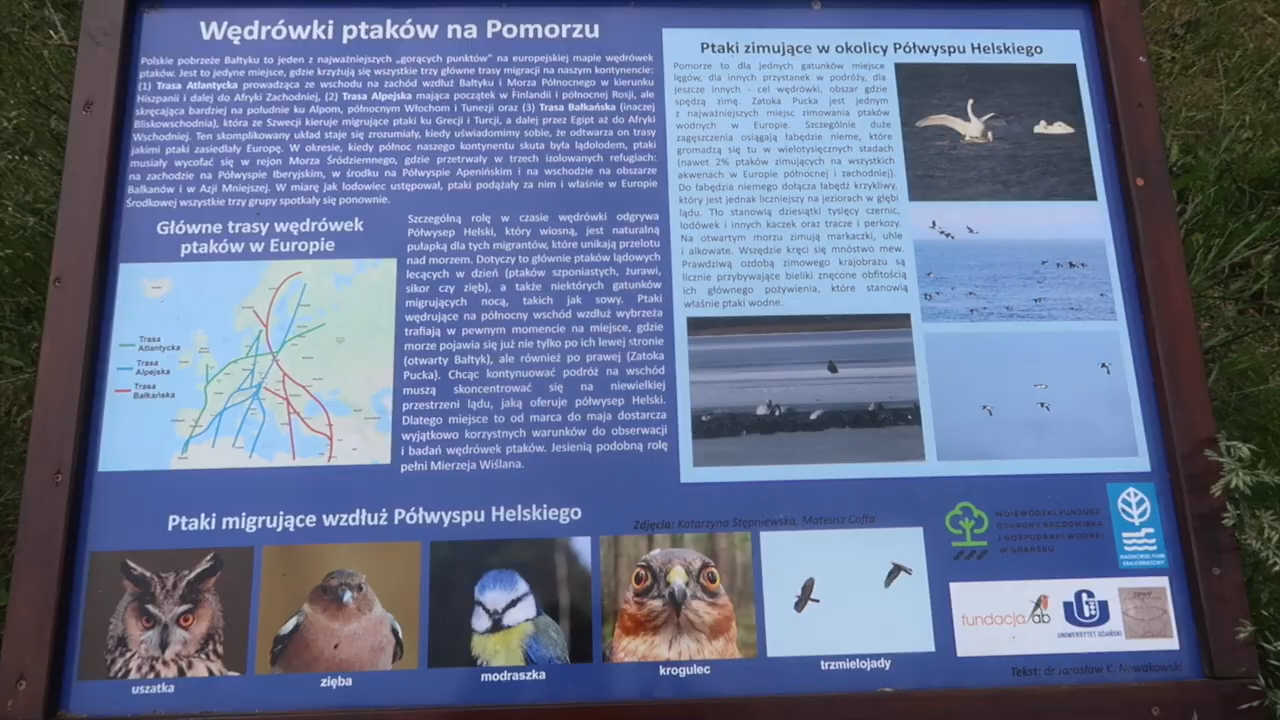 Wędrówki ptaków na Pomorzu
Polskie pobrzeże Bałtyku to jeden z najważniejszych „gorących punktów” na europejskiej mapie wędrówek
ptaków. Jest to jedyne miejsce, gdzie krzyżują się wszystkie trzy główne trasy migracji na naszym kontynencie:
(1) Trasa Atlantycka prowadząca ze wschodu na zachód wzdłuż Bałtyku i Morza Północnego w kierunku
Hiszpanii i dalej do Afryki Zachodniej, (2) Trasa Alpejska mająca początek w Finlandii i północnej Rosji, ale
skręcająca bardziej na południe ku Alpom, północnym Włochom i Tunezji oraz (3) Trasa Bałkańska (inaczej
Bliskowschodnia), która ze Szwecji kieruje migrujące ptaki ku Grecji i Turcji, a dalej przez Egipt aż do Afryki
Wschodniej. Ten skomplikowany układ staje się zrozumiały, kiedy uświadomimy sobie, że odtwarza on trasy
jakimi ptaki zasiedlały Europę. W okresie, kiedy północ naszego kontynentu skuta była lądolodem, ptaki
musiały wycofać się w rejon Morza Śródziemnego, gdzie przetrwały w trzech izolowanych refugiach:
na zachodzie na Półwyspie Iberyjskim, w środku na Półwyspie Apenińskim i na wschodzie na obszarze
Bałkanów i w Azji Mniejszej. W miarę jak lodowiec ustępował, ptaki podążały za nim i właśnie w Europie
Środkowej wszystkie trzy grupy spotkały się ponownie.
Główne trasy wędrówek
ptaków w Europie
Trasa
Atlantycka
Trasa
Alpejska
Trasa
Bałkańska
Szczególną rolę w czasie wędrówki odgrywa
Półwysep Helski, który wiosną, jest naturalną
pułapką dla tych migrantów, które unikają przelotu
nad morzem. Dotyczy to głównie ptaków lądowych
lecących w dzień (ptaków szponiastych, żurawi,
sikor czy zięb), a także niektórych gatunków
migrujących nocą, takich jak sowy. Ptaki
wędrujące na północny wschód wzdłuż wybrzeża
trafiają w pewnym momencie na miejsce, gdzie
morze pojawia się już nie tylko po ich lewej stronie
(otwarty Bałtyk), ale również po prawej (Zatoka
Pucka). Chcąc kontynuować podróż na wschód
muszą skoncentrować się na niewielkiej
przestrzeni lądu, jaką oferuje półwysep Helski.
Dlatego miejsce to od marca do maja dostarcza
wyjątkowo korzystnych warunków do obserwacji
i badań wędrówek ptaków. Jesienią podobną rolę
pełni Mierzeja Wiślana.
Ptaki zimujące w okolicy Półwyspu Helskiego
Pomorze to dla jednych gatunków miejsce
lęgów, dla innych przystanek w podróży, dla
jeszcze innych - cel wędrówki, obszar gdzie
spędzą zimę. Zatoka Pucka jest jednym
z najważniejszych miejsc zimowania ptaków
wodnych w Europie. Szczególnie duże
zagęszczenia osiągają łabędzie nieme, które
gromadzą się tu w wielotysięcznych stadach
(nawet 2% ptaków zimujących na wszystkich
akwenach w Europie północnej i zachodniej).
Do łabędzia niemego dołącza łabędź krzykliwy,
który jest jednak liczniejszy na jeziorach w głębi
lądu. Tło stanowią dziesiątki tysięcy czernic,
lodówek i innych kaczek oraz tracze i perkozy.
Na otwartym morzu zimują markaczki, uhle
i alkowate. Wszędzie kręci się mnóstwo mew.
Prawdziwą ozdobą zimowego krajobrazu są
licznie przybywające bieliki znęcone obfitością
ich głównego pożywienia, które stanowią
właśnie ptaki wodne.
Ptaki migrujące wzdłuż Półwyspu Helskiego
Zdjęcia: Katarzyna Stępniewska, Mateusz Cofta
uszatka
zięba
modraszka
krogulec
trzmielojady
WOJEWÓDZKI FUNDUSZ
OCHRONY ŚRODOWISKA
I GOSPODARKI WODNEJ
W GDAŃSKU
NADMORSKI PARK
KRAJOBRAZOWY
fundacja ab
UNIWERSYTET GDAŃSKI
Tekst: dr Jarosław K. Nowakowski